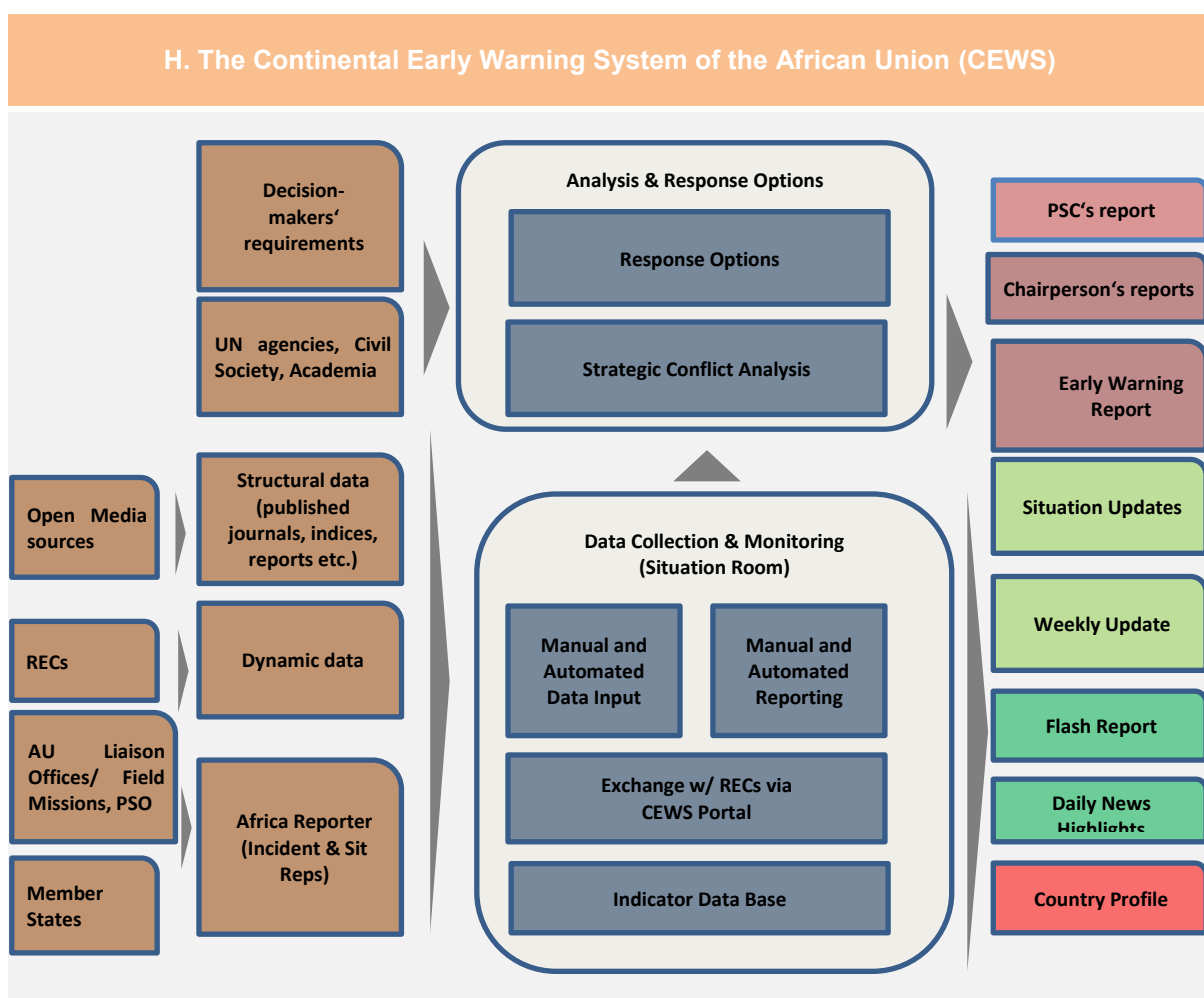 H. The Continental Early Warning System of the African Union (CEWS)
Decision-
makers‘
requirements
UN agencies, Civil
Society, Academia
Analysis & Response Options
Response Options
Strategic Conflict Analysis
PSC‘s report
Chairperson‘s reports
Early Warning
Report
Open Media
sources
Structural data
(published
journals, indices,
reports etc.)
RECs
Dynamic data
AU Liaison
Offices/ Field
Missions, PSO
Africa Reporter
(Incident & Sit
Reps)
Member
States
Data Collection & Monitoring
(Situation Room)
Manual and
Automated
Data Input
Manual and
Automated
Reporting
Exchange w/ RECs via
CEWS Portal
Indicator Data Base
Situation Updates
Weekly Update
Flash Report
Daily News
Highlights
Country Profile